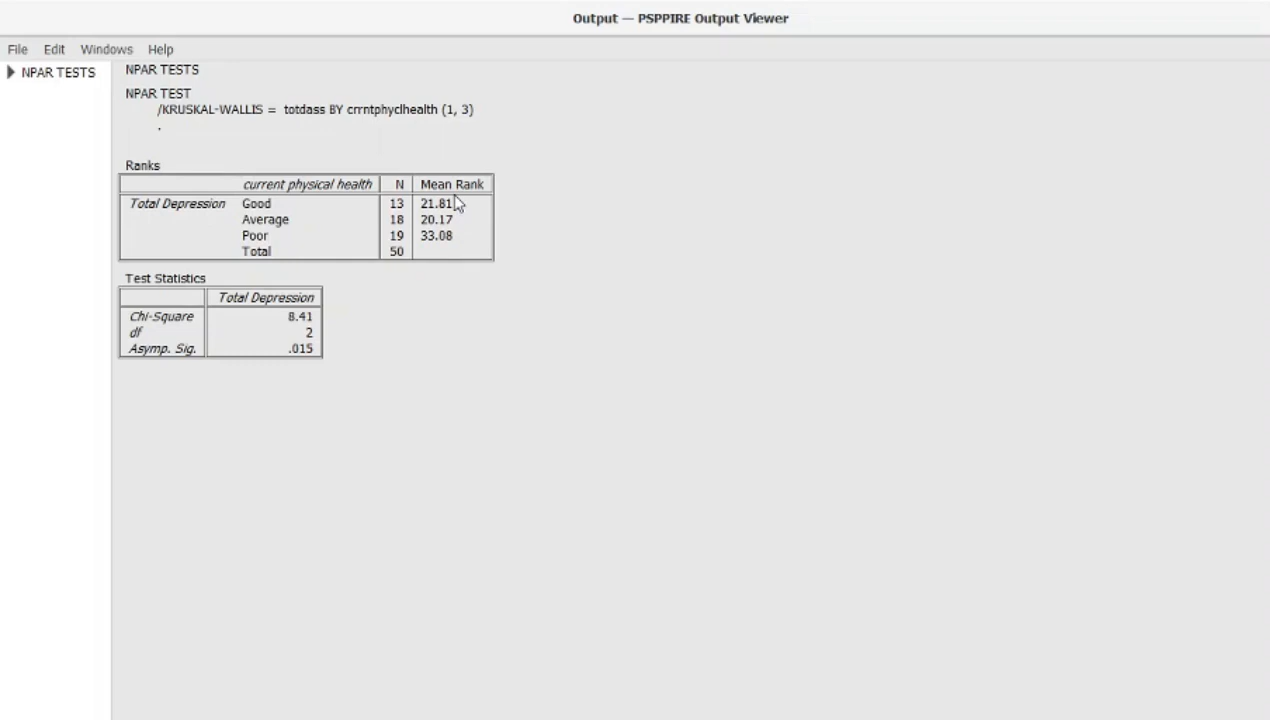 Output — PSPPIRE Output Viewer
File Edit Windows Help
NPAR TESTS
NPAR TESTS
NPAR TEST
/KRUSKAL-WALLIS = totdass BY crrntphyclhealth (1, 3)
.
Ranks
current physical health N Mean Rank
Total Depression Good 13 21.81
Average 18 20.17
Poor 19 33.08
Total 50
Test Statistics
Total Depression
Chi-Square 8.41
df 2
Asymp. Sig. .015